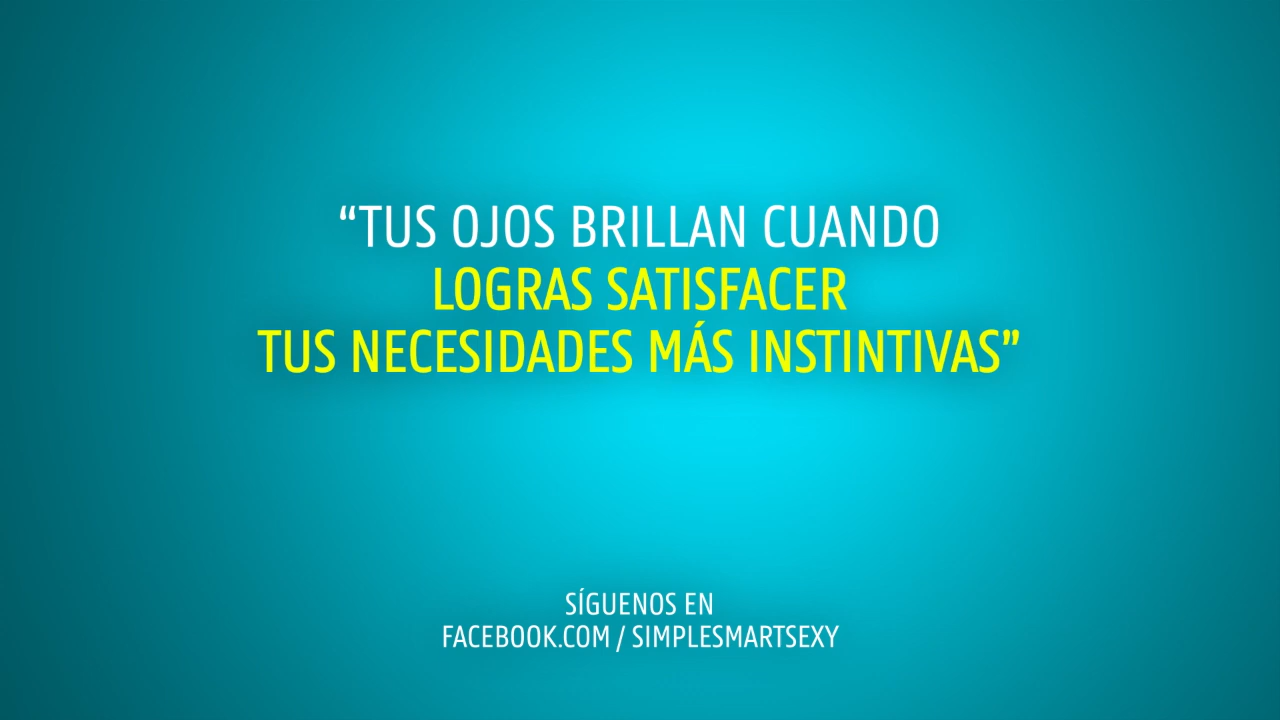 “TUS OJOS BRILLAN CUANDO
LOGRAS SATISFACER
TUS NECESIDADES MÁS INSTINTIVAS”
SÍGUENOS EN
FACEBOOK.COM / SIMPLESMARTSEXY